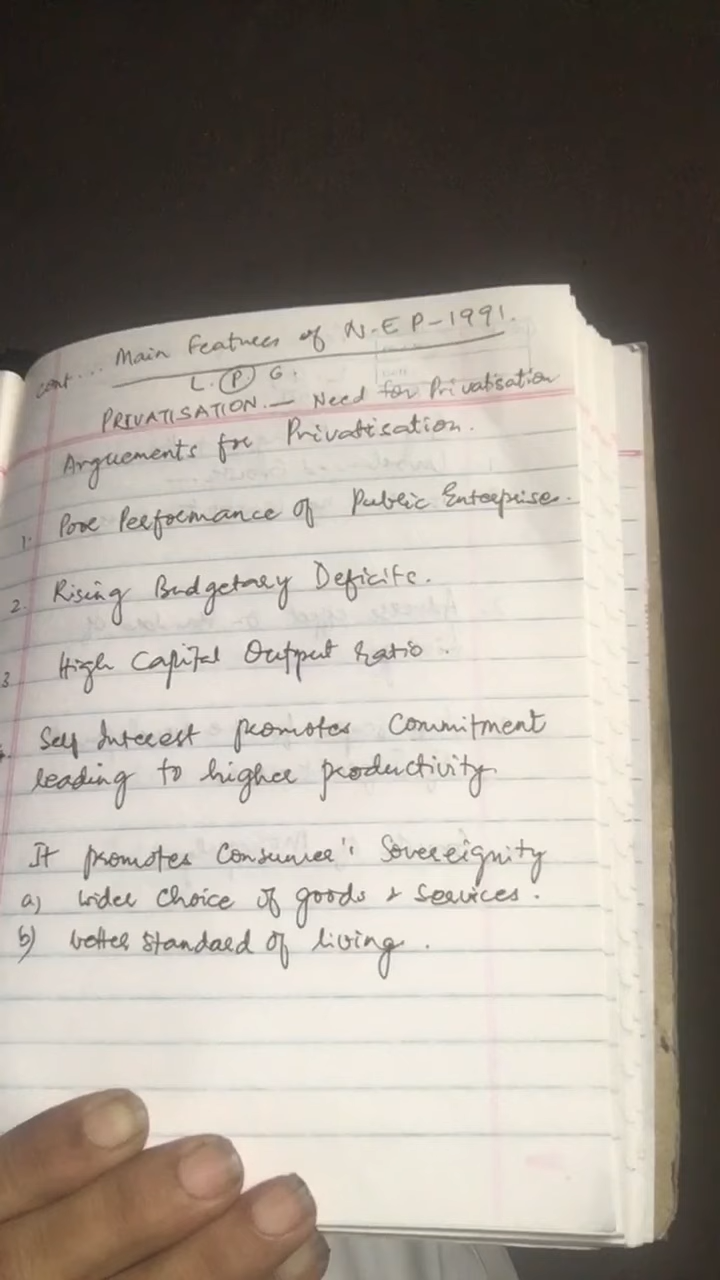 cont... Main Features of N.E P-1991.
L. P G.
PRIVATISATION.— Need for Privatisation
Arguements for Privatisation.
1. Poor Performance of Public Enterprise.
2. Rising Budgetary Deficits.
3 High Capital Output Ratio.
Self Interest promotes Commitment
leading to higher productivity.
It promotes Consumer's Sovereignity
a) wider choice of goods & Services.
b) better standard of living.